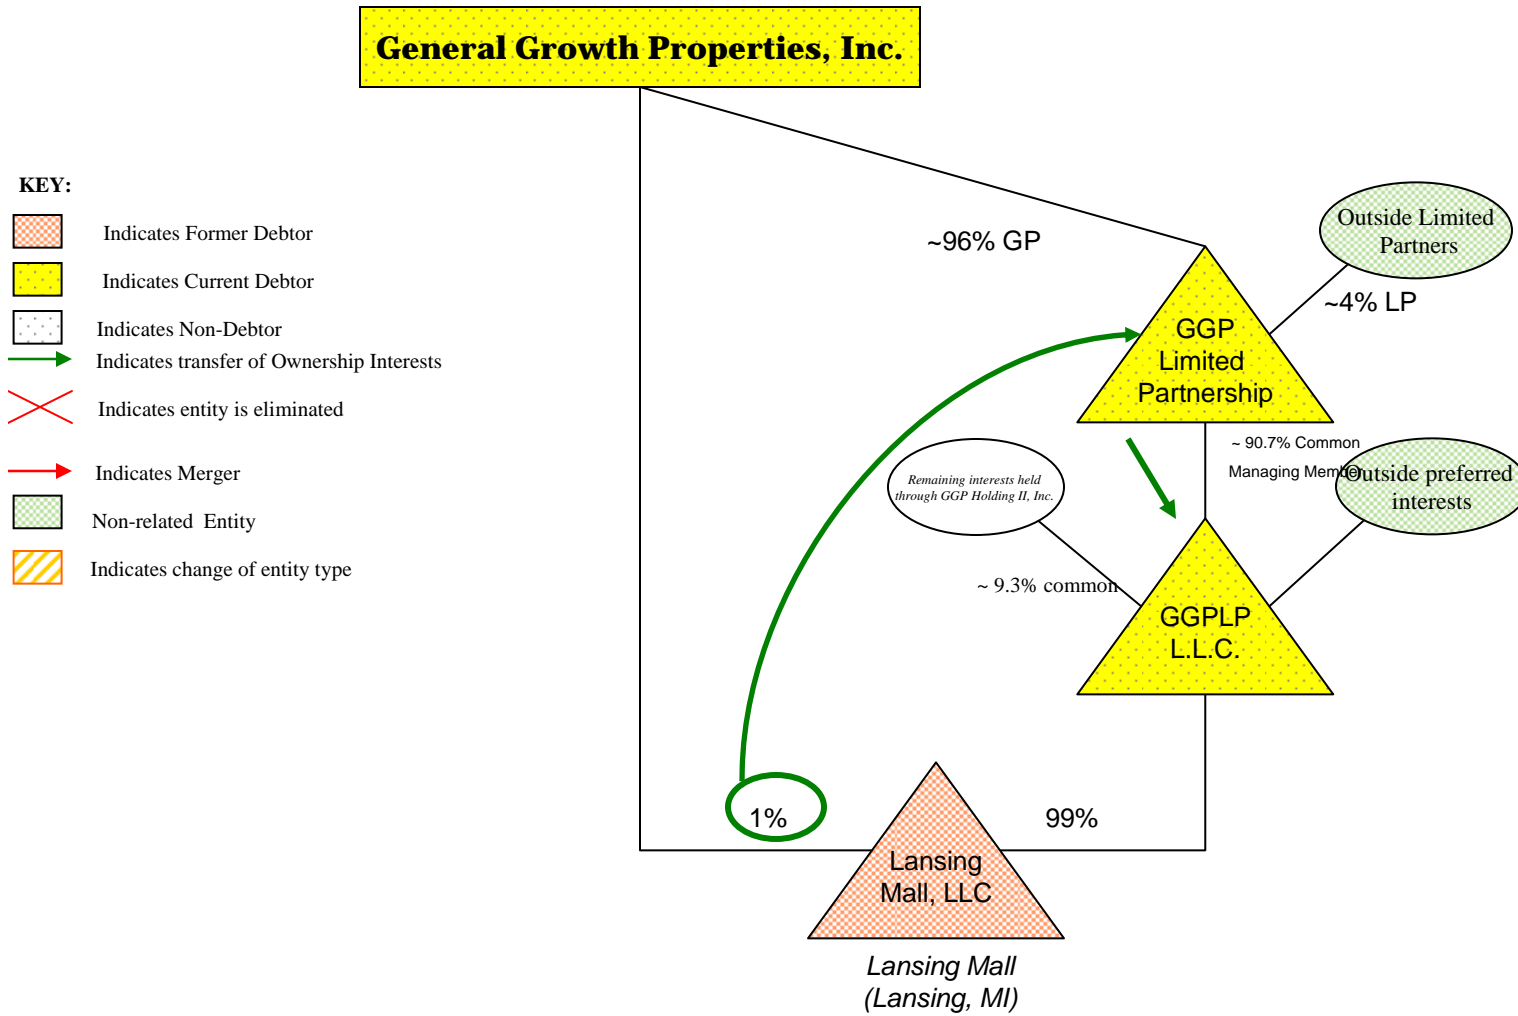 General Growth Properties, Inc.
KEY:
Indicates Former Debtor
Indicates Current Debtor
Indicates Non-Debtor
Indicates transfer of Ownership Interests
Indicates entity is eliminated
Indicates Merger
Non-related Entity
Indicates change of entity type
~96% GP
Outside Limited
Partners
~4% LP
GGP
Limited
Partnership
~ 90.7% Common
Managing Member
Outside preferred
interests
Remaining interests held
through GGP Holding II, Inc.
~ 9.3% common
GGPLP
L.L.C.
1%
99%
Lansing
Mall, LLC
Lansing Mall
(Lansing, MI)